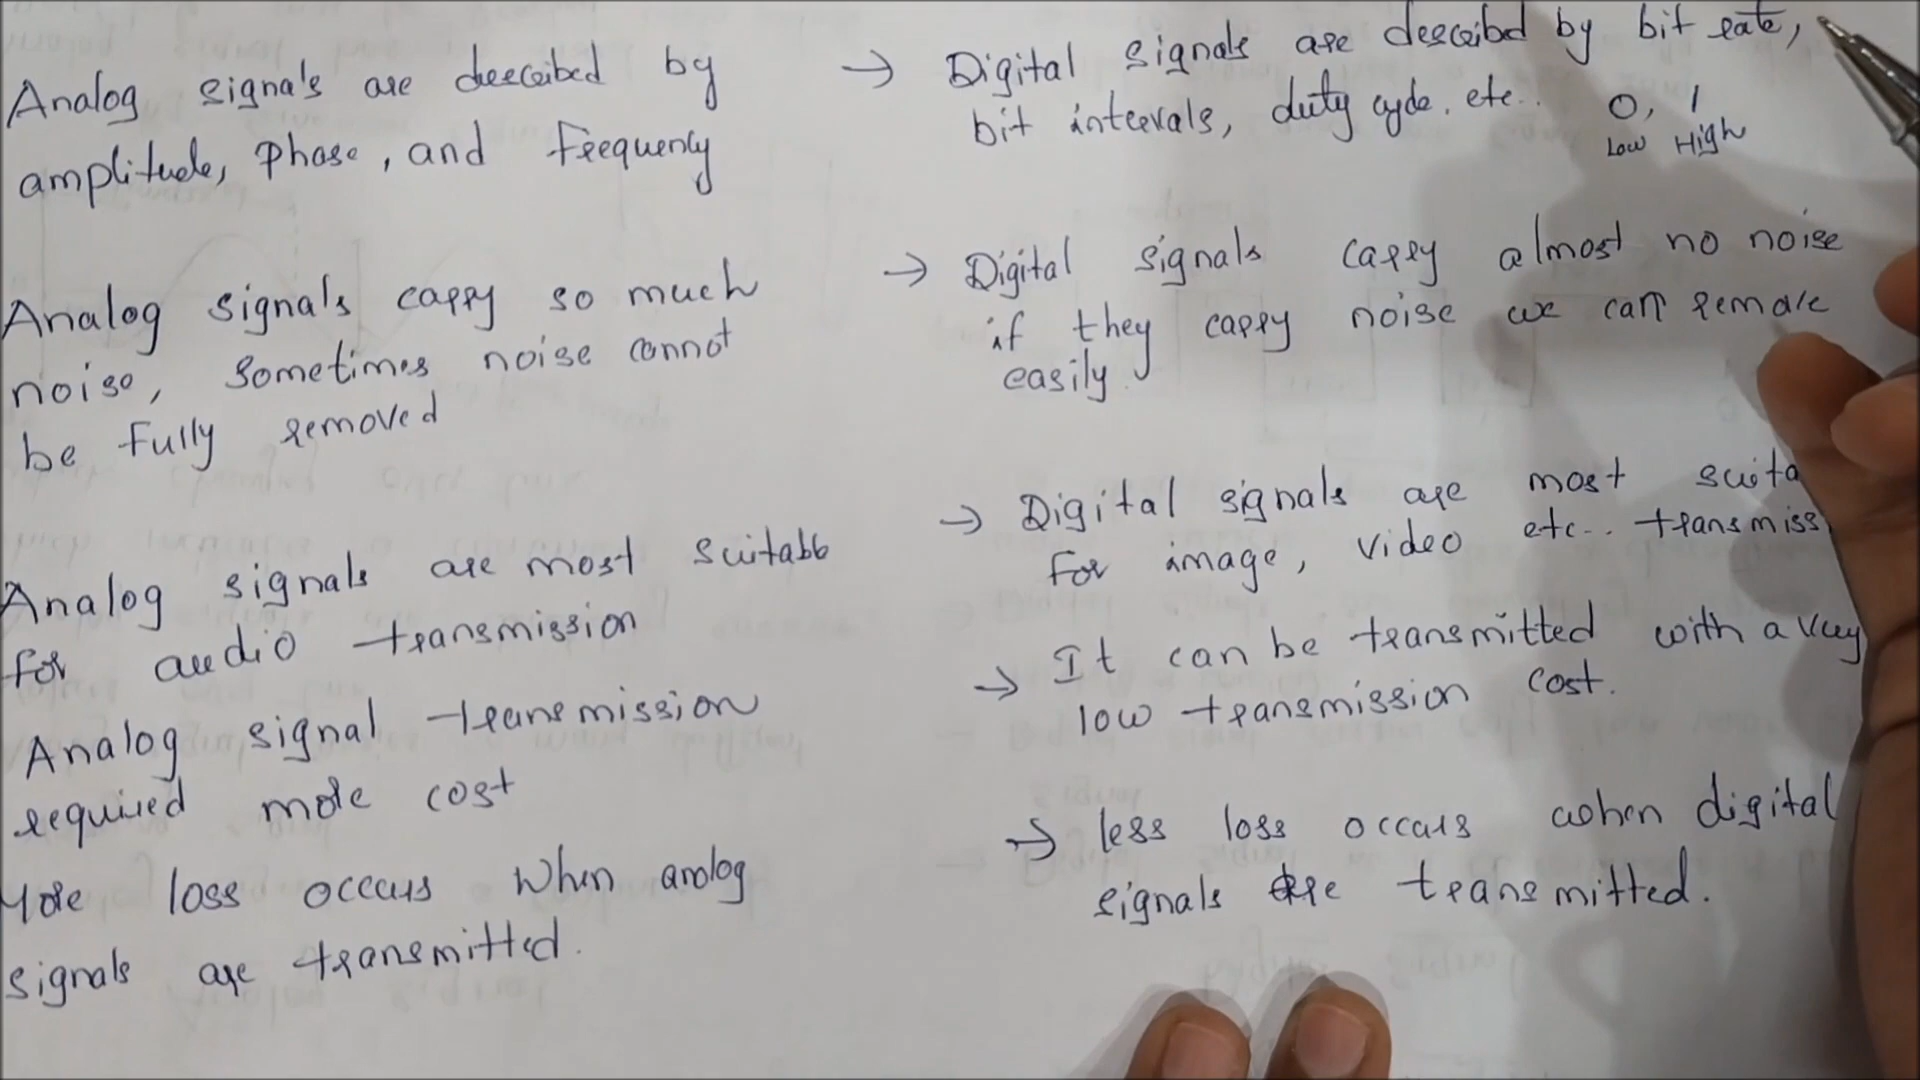 Analog signals are described by
amplitude, phase, and frequency
Analog signals carry so much
noise, sometimes noise cannot
be fully removed
Analog signals are most suitable
for audio transmission
Analog signal transmission
required more cost
More loss occurs when analog
signals are transmitted.
→ Digital signals are described by bit rate,
bit intervals, duty cycle. etc..
0, 1
Low High
→ Digital signals carry almost no noise
if they carry noise we can remove
easily.
→ Digital signals are most suita
for image, video etc... transmiss
→ It can be transmitted with a very
low transmission cost.
→ less loss occurs when digital
signals are transmitted.